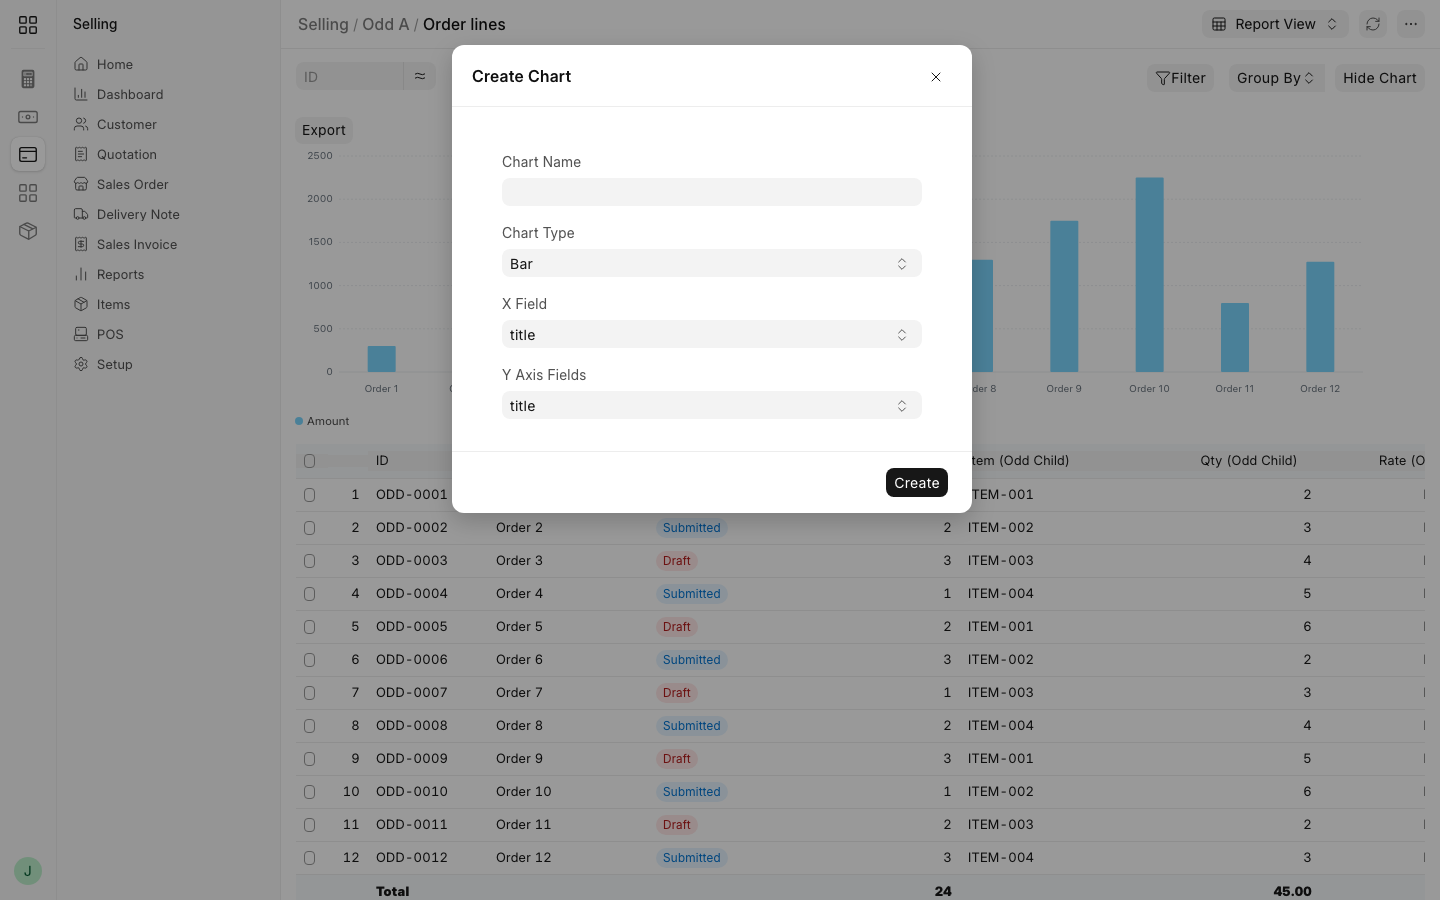 Selling
Selling / Odd A / Order lines
Report View
Home
Dashboard
Customer
Quotation
Sales Order
Delivery Note
Sales Invoice
Reports
Items
POS
Setup
J
ID
≈
Filter
Group By
Hide Chart
Export
Create Chart
Chart Name
Chart Type
Bar
X Field
title
Y Axis Fields
title
Create
2500
2000
1500
1000
500
0
Order 1
der 8
Order 9
Order 10
Order 11
Order 12
Amount
ID tem (Odd Child) Qty (Odd Child) Rate (O
1 ODD-0001 TEM-001 2
2 ODD-0002 Order 2 Submitted 2 ITEM-002 3
3 ODD-0003 Order 3 Draft 3 ITEM-003 4
4 ODD-0004 Order 4 Submitted 1 ITEM-004 5
5 ODD-0005 Order 5 Draft 2 ITEM-001 6
6 ODD-0006 Order 6 Submitted 3 ITEM-002 2
7 ODD-0007 Order 7 Draft 1 ITEM-003 3
8 ODD-0008 Order 8 Submitted 2 ITEM-004 4
9 ODD-0009 Order 9 Draft 3 ITEM-001 5
10 ODD-0010 Order 10 Submitted 1 ITEM-002 6
11 ODD-0011 Order 11 Draft 2 ITEM-003 2
12 ODD-0012 Order 12 Submitted 3 ITEM-004 3
Total 24 45.00